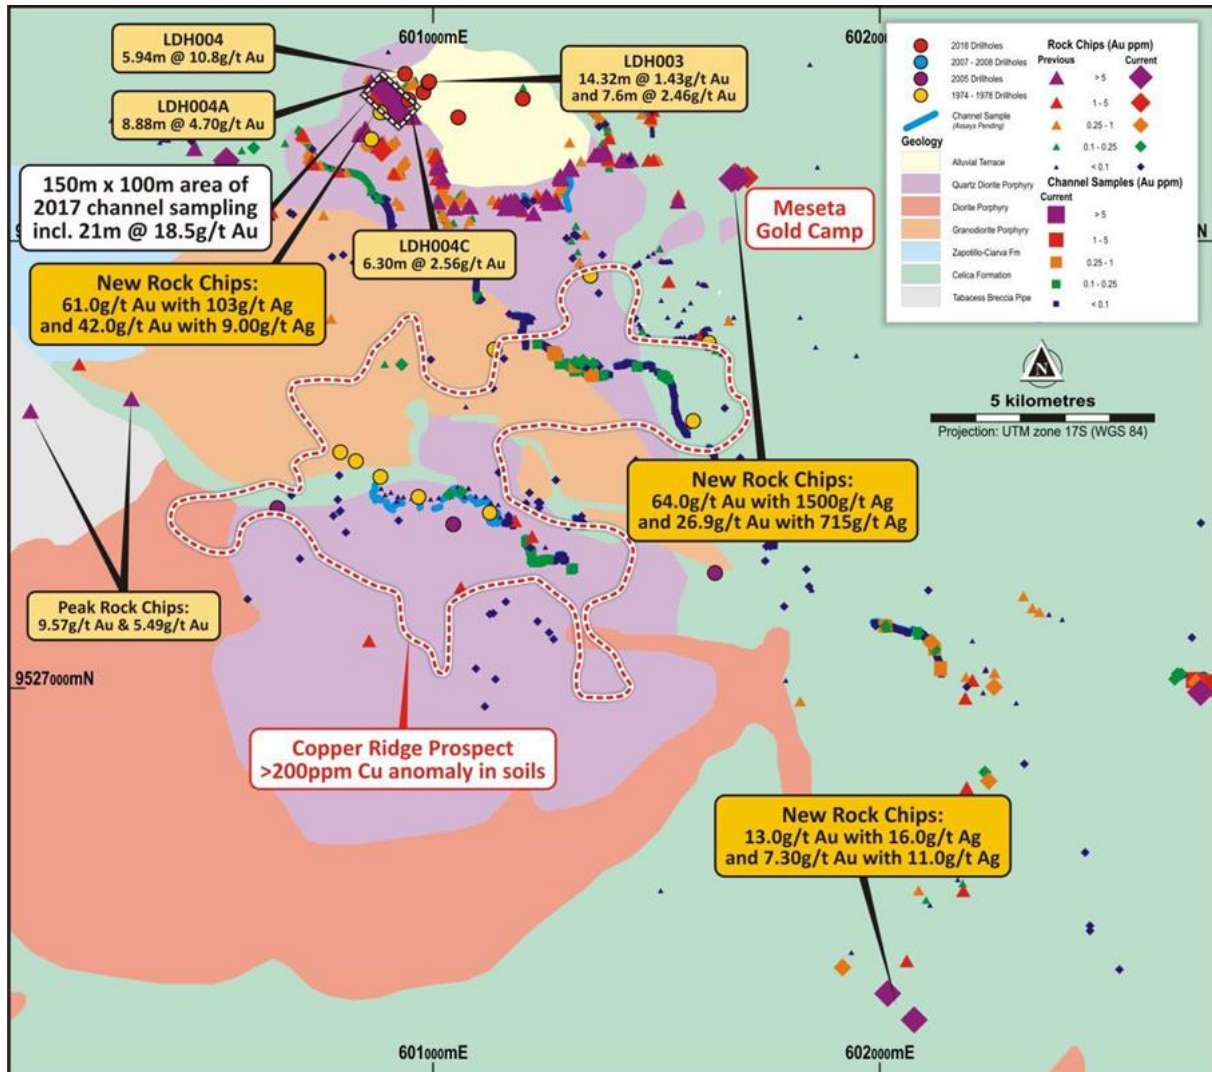 601000mE
602000mE
LDH004
5.94m @ 10.8g/t Au
LDH003
14.32m @ 1.43g/t Au
and 7.6m @ 2.46g/t Au
LDH004A
8.88m @ 4.70g/t Au
150m x 100m area of
2017 channel sampling
incl. 21m @ 18.5g/t Au
LDH004C
6.30m @ 2.56g/t Au
Meseta
Gold Camp
New Rock Chips:
61.0g/t Au with 103g/t Ag
and 42.0g/t Au with 9.00g/t Ag
2018 Drillholes
2007 - 2008 Drillholes
2005 Drillholes
1974 - 1978 Drillholes
Channel Sample
(Assays Pending)
Geology
Alluvial Terrace
Quartz Diorite Porphyry
Diorite Porphyry
Granodiorite Porphyry
Zapotillo-Ciarva Fm
Celica Formation
Tabacess Breccia Pipe
Rock Chips (Au ppm)
Previous Current
> 5
1 - 5
0.25 - 1
0.1 - 0.25
< 0.1
Channel Samples (Au ppm)
Current
> 5
1 - 5
0.25 - 1
0.1 - 0.25
< 0.1
N
5 kilometres
Projection: UTM zone 17S (WGS 84)
New Rock Chips:
64.0g/t Au with 1500g/t Ag
and 26.9g/t Au with 715g/t Ag
Peak Rock Chips:
9.57g/t Au & 5.49g/t Au
9527000mN
Copper Ridge Prospect
>200ppm Cu anomaly in soils
New Rock Chips:
13.0g/t Au with 16.0g/t Ag
and 7.30g/t Au with 11.0g/t Ag
601000mE
602000mE